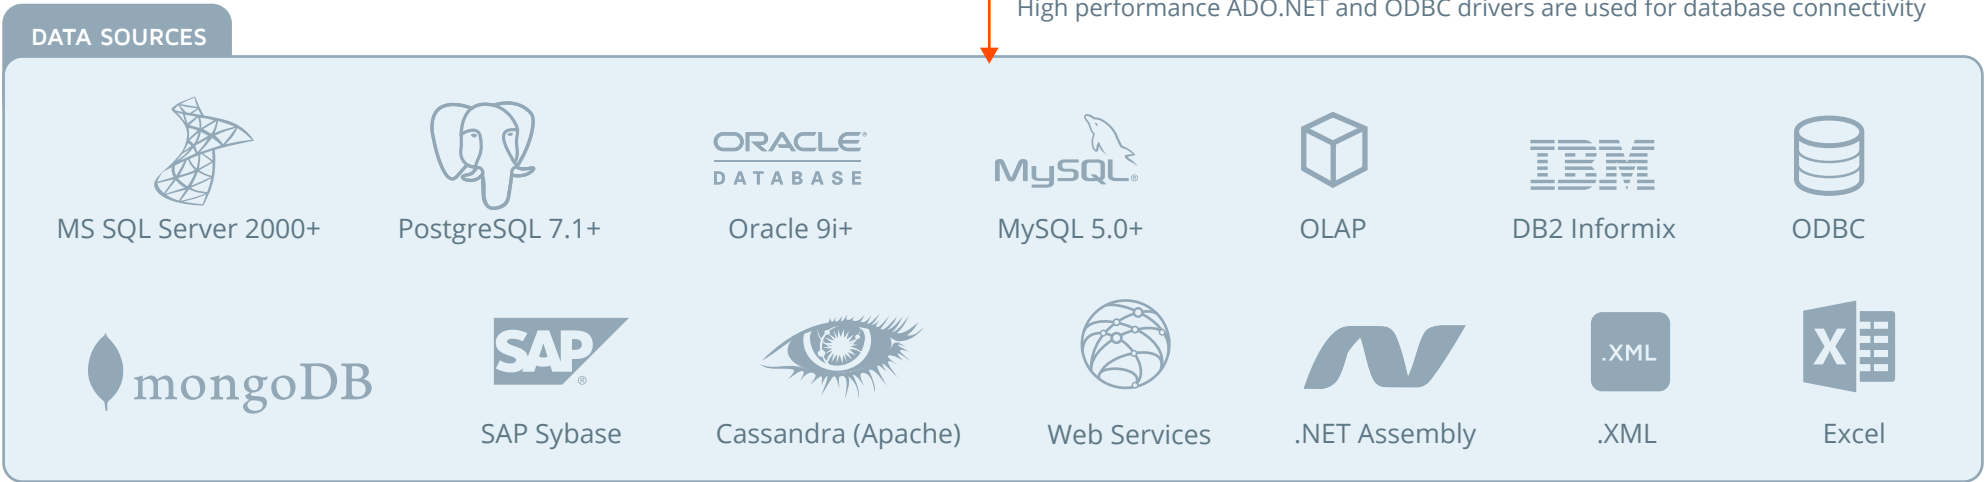 High performance ADO.NET and ODBC drivers are used for database connectivity
DATA SOURCES
ORACLE®
DATABASE
MySQL®
IBM
MS SQL Server 2000+
PostgreSQL 7.1+
Oracle 9i+
MySQL 5.0+
OLAP
DB2 Informix
ODBC
mongoDB
SAP®
.XML
X
SAP Sybase
Cassandra (Apache)
Web Services
.NET Assembly
.XML
Excel